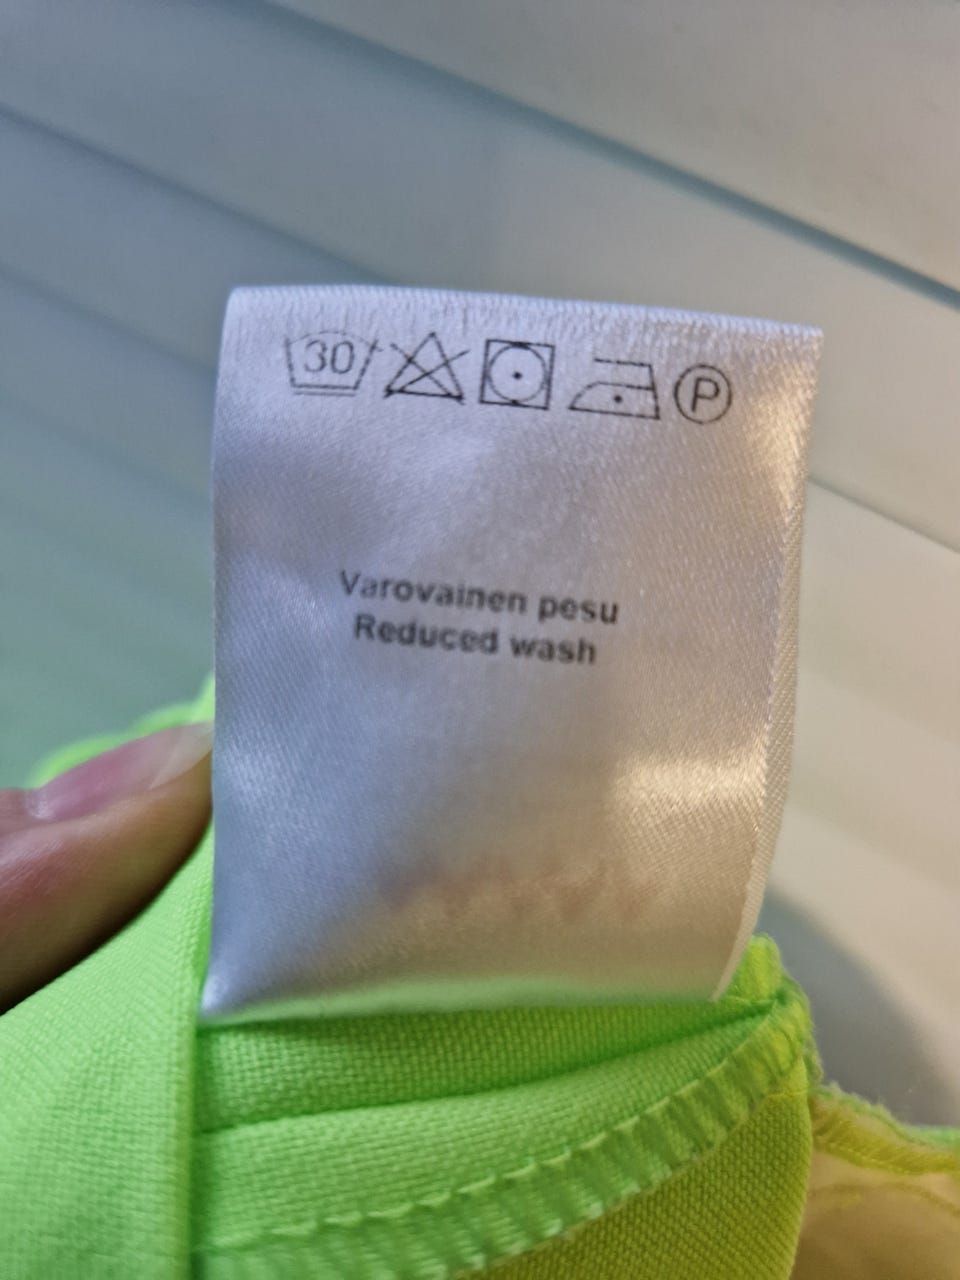 30 P
Varovainen pesu
Reduced wash